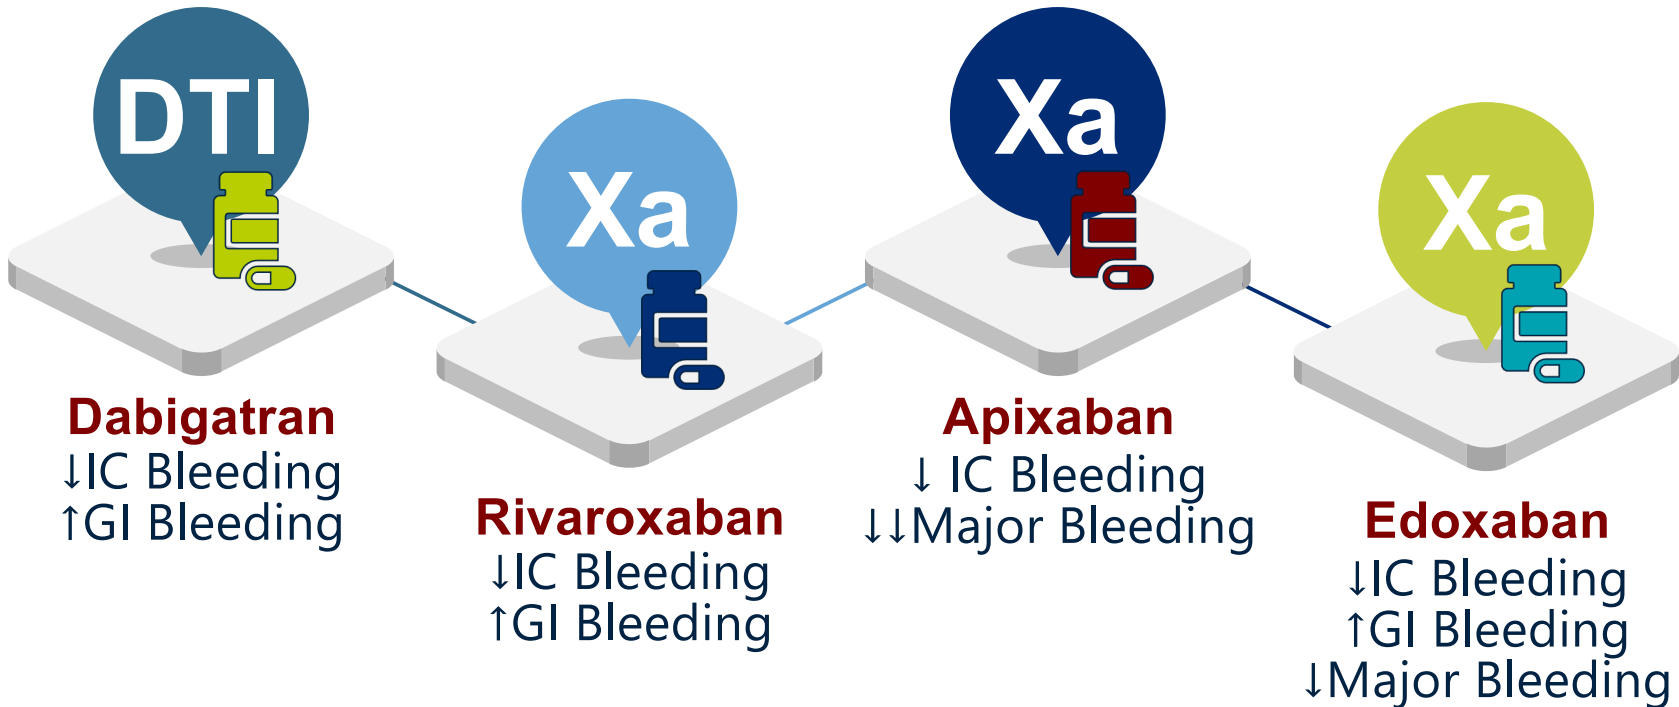 DTI
Dabigatran
↓IC Bleeding
↑GI Bleeding
Xa
Rivaroxaban
↓IC Bleeding
↑GI Bleeding
Xa
Apixaban
↓ IC Bleeding
↓↓Major Bleeding
Xa
Edoxaban
↓IC Bleeding
↑GI Bleeding
↓Major Bleeding